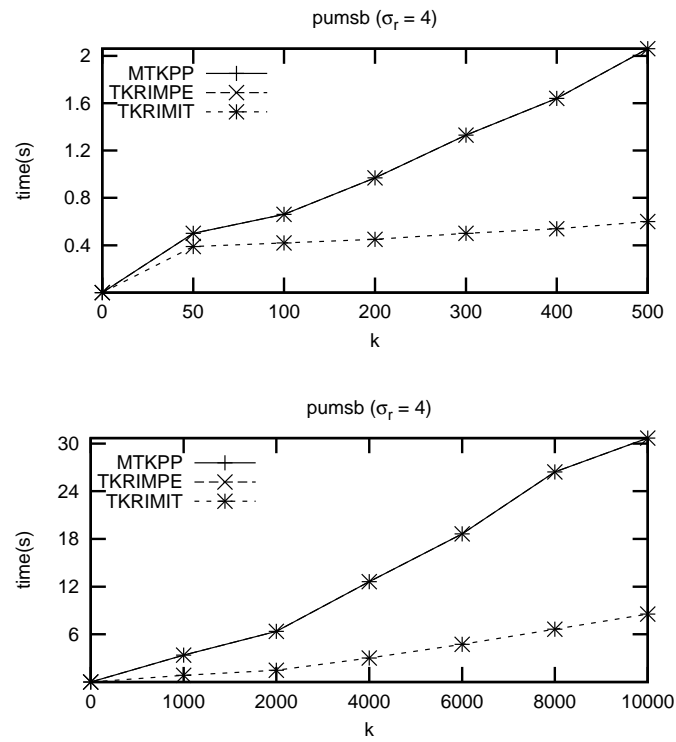 pumsb (σr = 4)
2
1.6
1.2
0.8
0.4
time(s)
MTKPP
TKRIMPE
TKRIMIT
0 50 100 200 300 400 500
k
pumsb (σr = 4)
30
24
18
12
6
time(s)
MTKPP
TKRIMPE
TKRIMIT
0 1000 2000 4000 6000 8000 10000
k